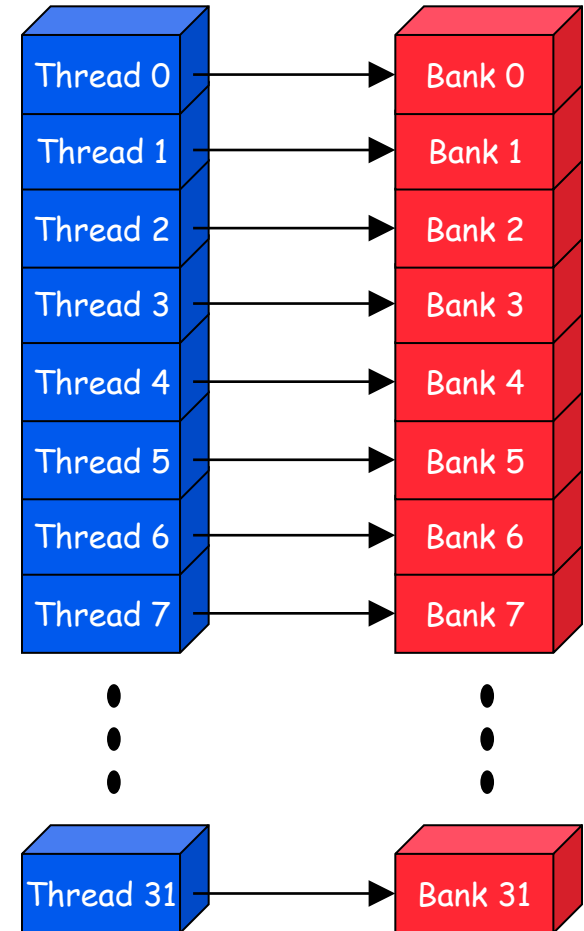 Thread 0 Bank 0
Thread 1 Bank 1
Thread 2 Bank 2
Thread 3 Bank 3
Thread 4 Bank 4
Thread 5 Bank 5
Thread 6 Bank 6
Thread 7 Bank 7
Thread 31 Bank 31